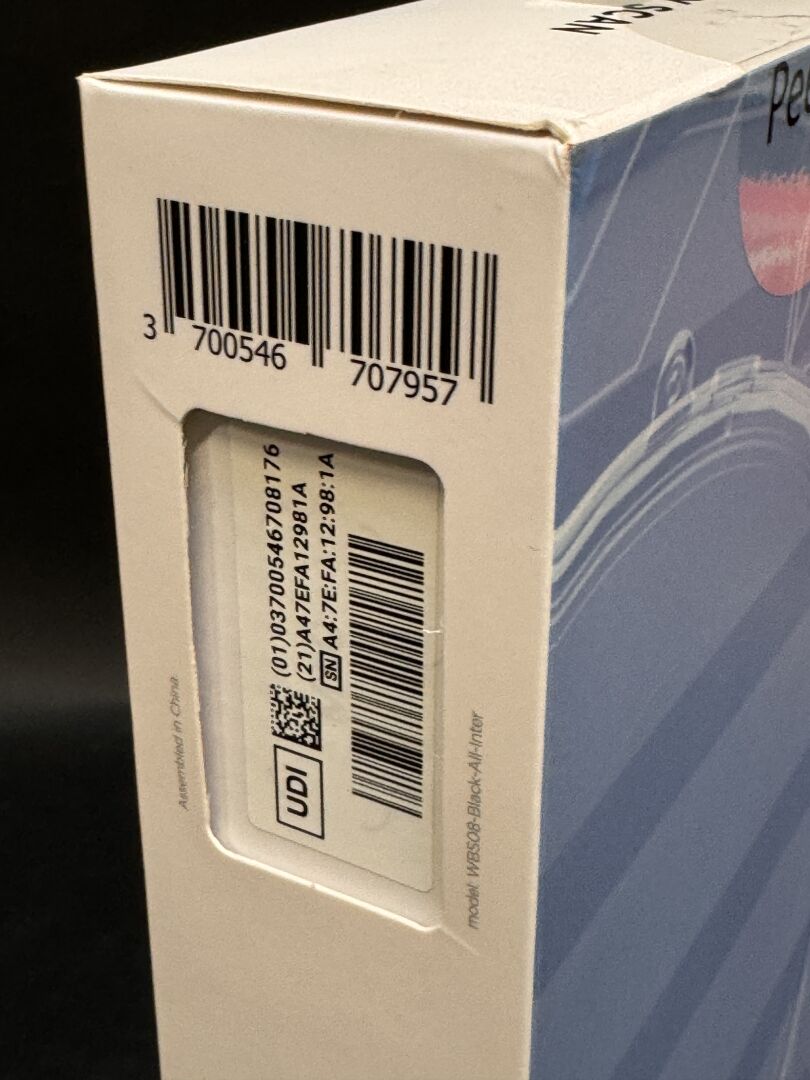 SCAN
3 700546 707957
(01)03700546708176
(21)A47EFA12981A
SN A4:7E:FA:12:98:1A
UDI
Assembled in China
model: WBS08-Black-All-Inter